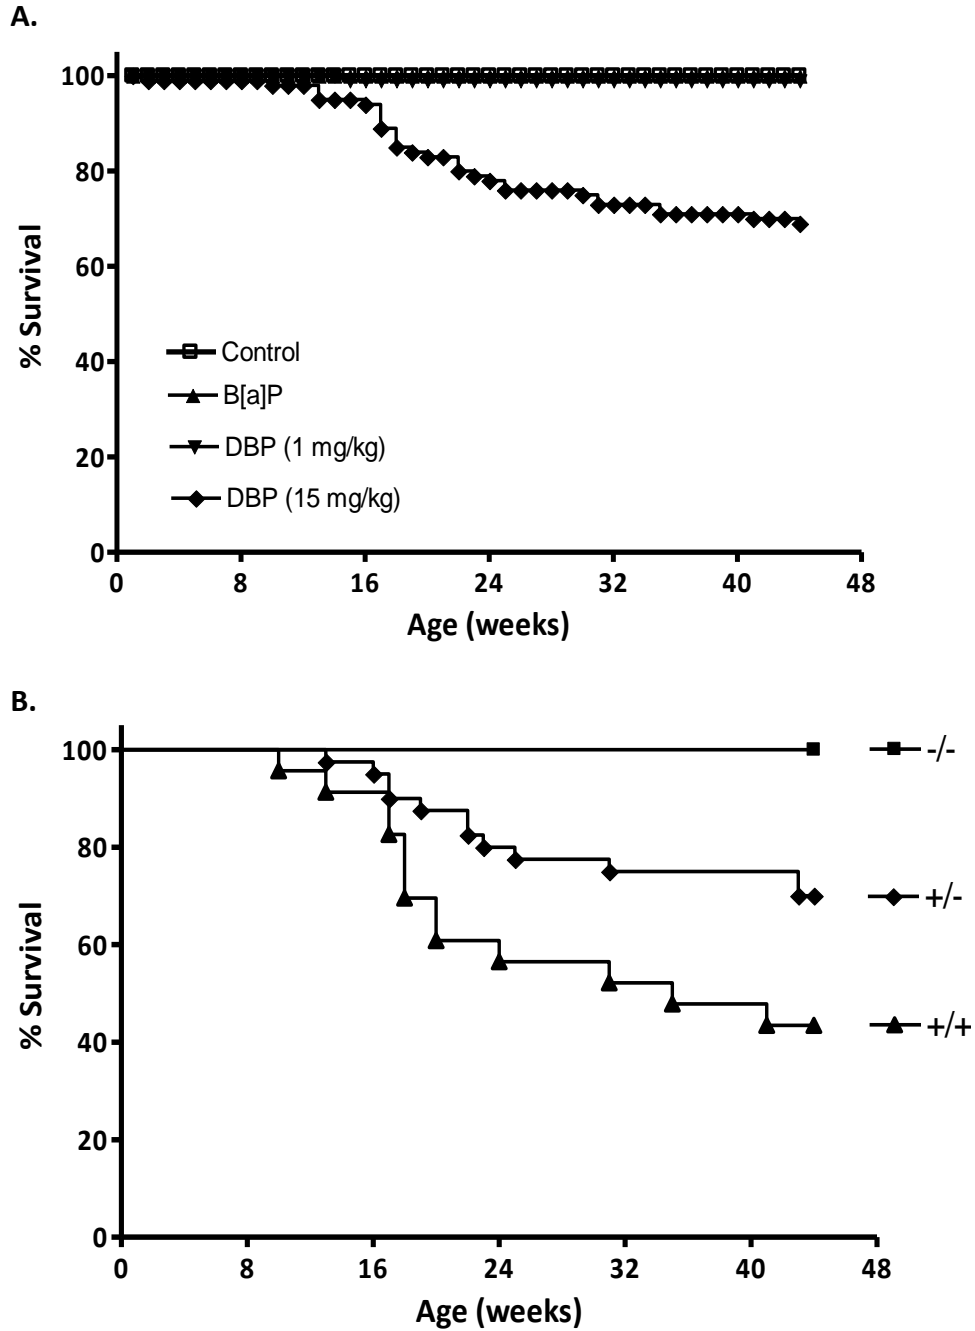 A.
100
80
60
40
20
0
% Survival
Control
B[a]P
DBP (1 mg/kg)
DBP (15 mg/kg)
0 8 16 24 32 40 48
Age (weeks)
B.
100
80
60
40
20
0
% Survival
-/-
+/-
+/+
0 8 16 24 32 40 48
Age (weeks)